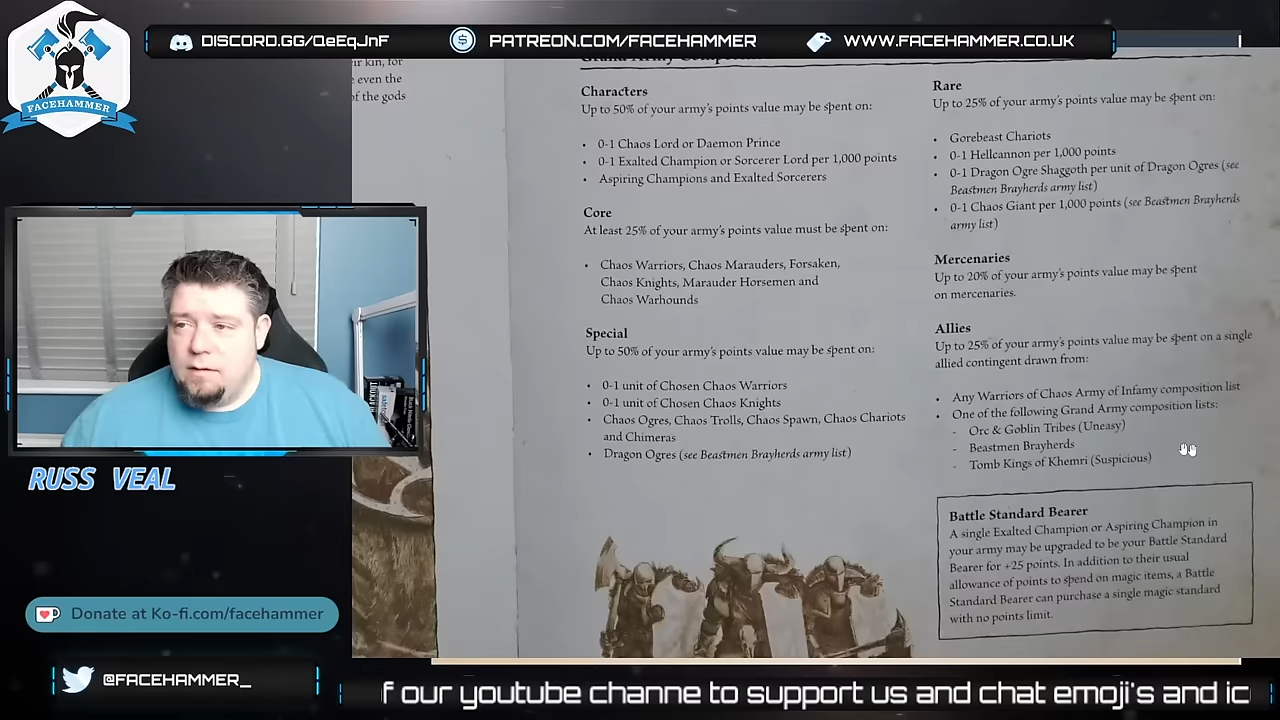 DISCORD.GG/QeEqJnF
PATREON.COM/FACEHAMMER
WWW.FACEHAMMER.CO.UK
FACEHAMMER
ir kin, for
even the
of the gods
Grand Army
Characters
Up to 50% of your army's points value may be spent on:
• 0-1 Chaos Lord or Daemon Prince
• 0-1 Exalted Champion or Sorcerer Lord per 1,000 points
• Aspiring Champions and Exalted Sorcerers
Core
At least 25% of your army's points value must be spent on:
• Chaos Warriors, Chaos Marauders, Forsaken,
Chaos Knights, Marauder Horsemen and
Chaos Warhounds
Special
Up to 50% of your army's points value may be spent on:
• 0-1 unit of Chosen Chaos Warriors
• 0-1 unit of Chosen Chaos Knights
• Chaos Ogres, Chaos Trolls, Chaos Spawn, Chaos Chariots
and Chimeras
• Dragon Ogres (see Beastmen Brayherds army list)
Rare
Up to 25% of your army's points value may be spent on:
• Gorebeast Chariots
• 0-1 Hellcannon per 1,000 points
• 0-1 Dragon Ogre Shaggoth per unit of Dragon Ogres (see
Beastmen Brayherds army list)
• 0-1 Chaos Giant per 1,000 points (see Beastmen Brayherds
army list)
Mercenaries
Up to 20% of your army's points value may be spent
on mercenaries.
Allies
Up to 25% of your army's points value may be spent on a single
allied contingent drawn from:
• Any Warriors of Chaos Army of Infamy composition list
• One of the following Grand Army composition lists:
- Orc & Goblin Tribes (Uneasy)
- Beastmen Brayherds
- Tomb Kings of Khemri (Suspicious)
Battle Standard Bearer
A single Exalted Champion or Aspiring Champion in
your army may be upgraded to be your Battle Standard
Bearer for +25 points. In addition to their usual
allowance of points to spend on magic items, a Battle
Standard Bearer can purchase a single magic standard
with no points limit.
RUSS VEAL
Donate at Ko-fi.com/facehammer
@FACEHAMMER_
f our youtube channe to support us and chat emoji's and ic